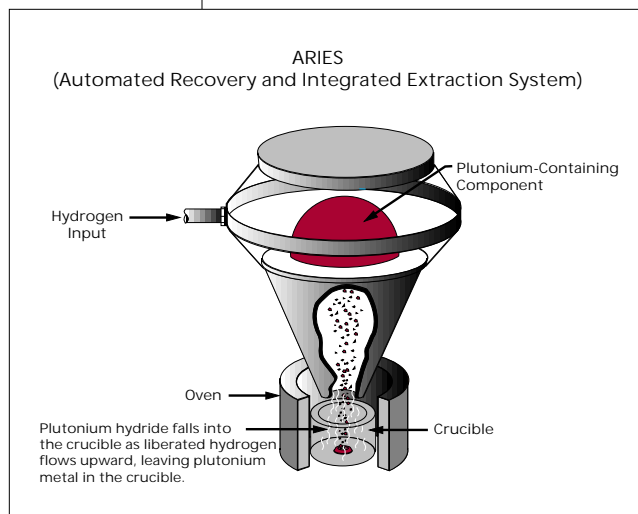 ARIES
(Automated Recovery and Integrated Extraction System)
Plutonium-Containing
Component
Hydrogen
Input
Oven
Plutonium hydride falls into
the crucible as liberated hydrogen
flows upward, leaving plutonium
metal in the crucible.
Crucible